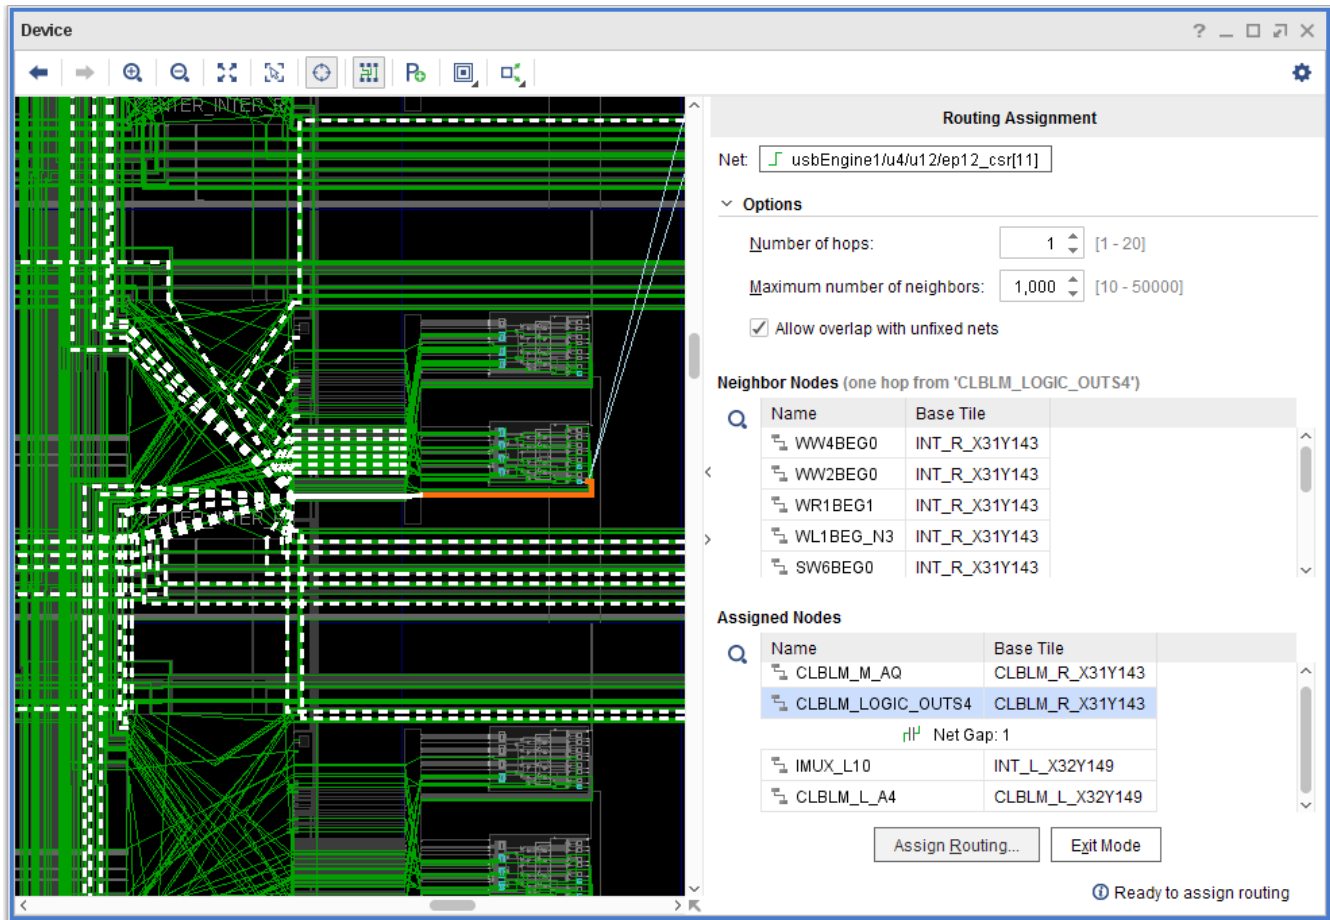 Device
Routing Assignment
Net: usbEngine1/u4/u12/ep12_csr[11]
Options
Number of hops: 1 [1 - 20]
Maximum number of neighbors: 1,000 [10 - 50000]
Allow overlap with unfixed nets
Neighbor Nodes (one hop from 'CLBLM_LOGIC_OUTS4')
Name Base Tile
WW4BEG0 INT_R_X31Y143
WW2BEG0 INT_R_X31Y143
WR1BEG1 INT_R_X31Y143
WL1BEG_N3 INT_R_X31Y143
SW6BEG0 INT_R_X31Y143
Assigned Nodes
Name Base Tile
CLBLM_M_AQ CLBLM_R_X31Y143
CLBLM_LOGIC_OUTS4 CLBLM_R_X31Y143
Net Gap: 1
IMUX_L10 INT_L_X32Y149
CLBLM_L_A4 CLBLM_L_X32Y149
Assign Routing... Exit Mode
Ready to assign routing